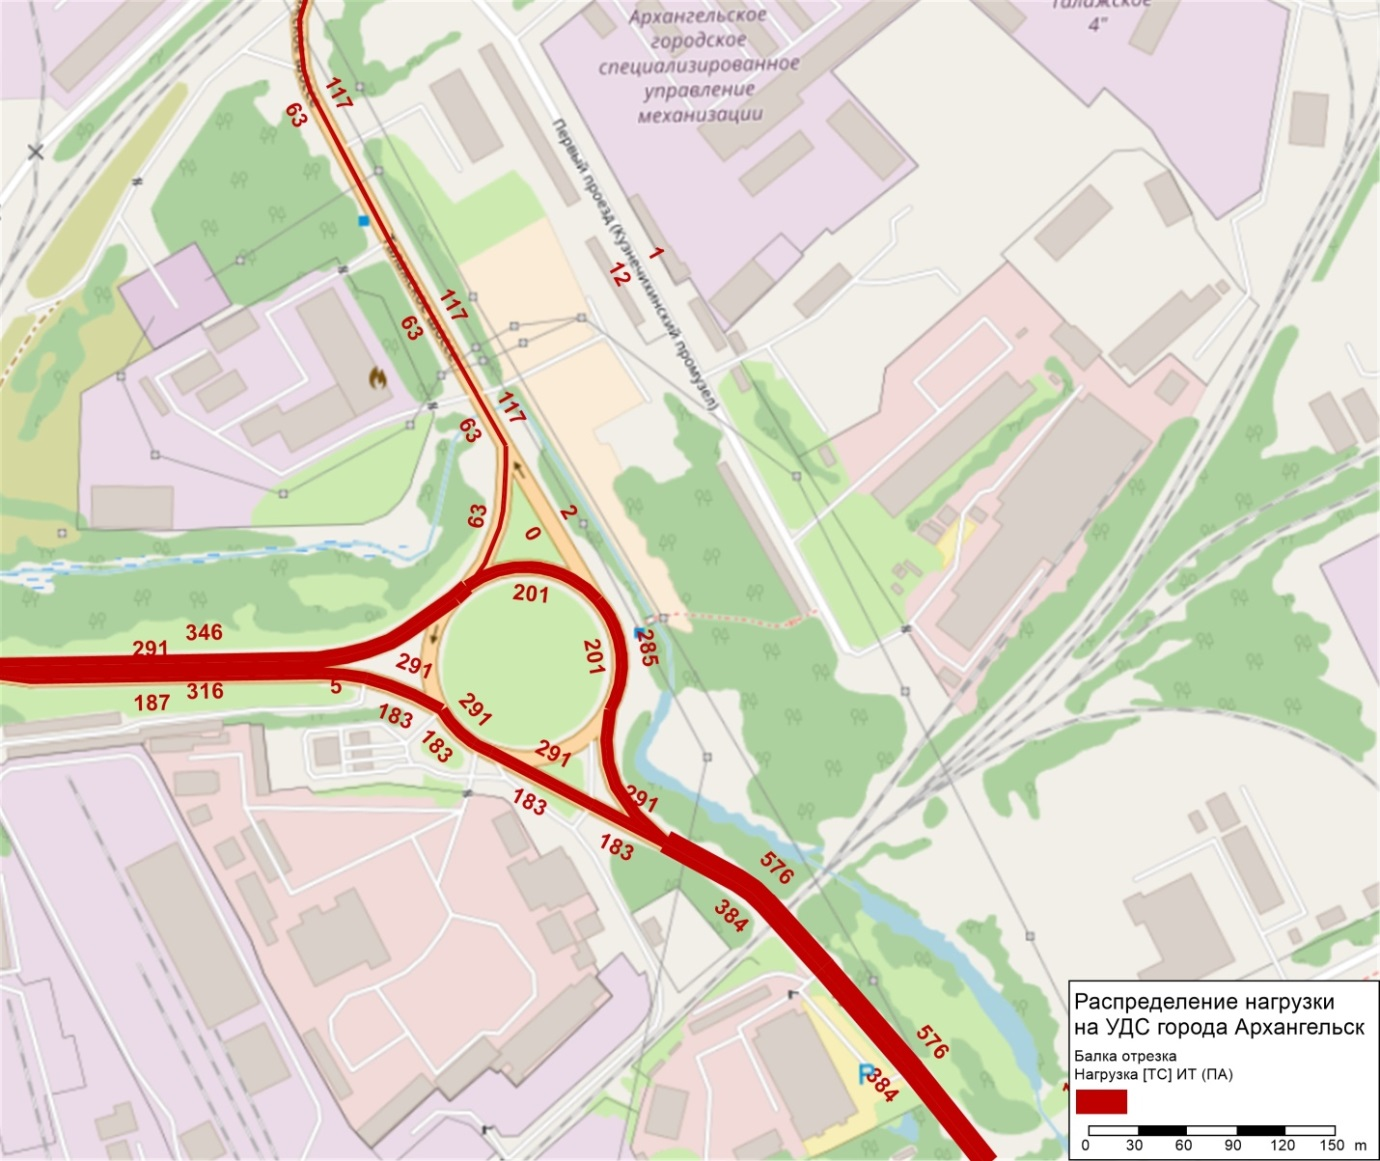 Архангельское
городское
специализированное
управление
механизации
Талажское
4"
117
63
Первый проезд (Кузнечихинский промузел)
1
12
117
63
Талажское шоссе
117
63
63
2
0
201
201
285
346
291
187
316
5
291
291
291
291
183
183
183
183
576
384
576
P
384
Распределение нагрузки
на УДС города Архангельск
Балка отрезка
Нагрузка [ТС] ИТ (ПА)
0 30 60 90 120 150 m